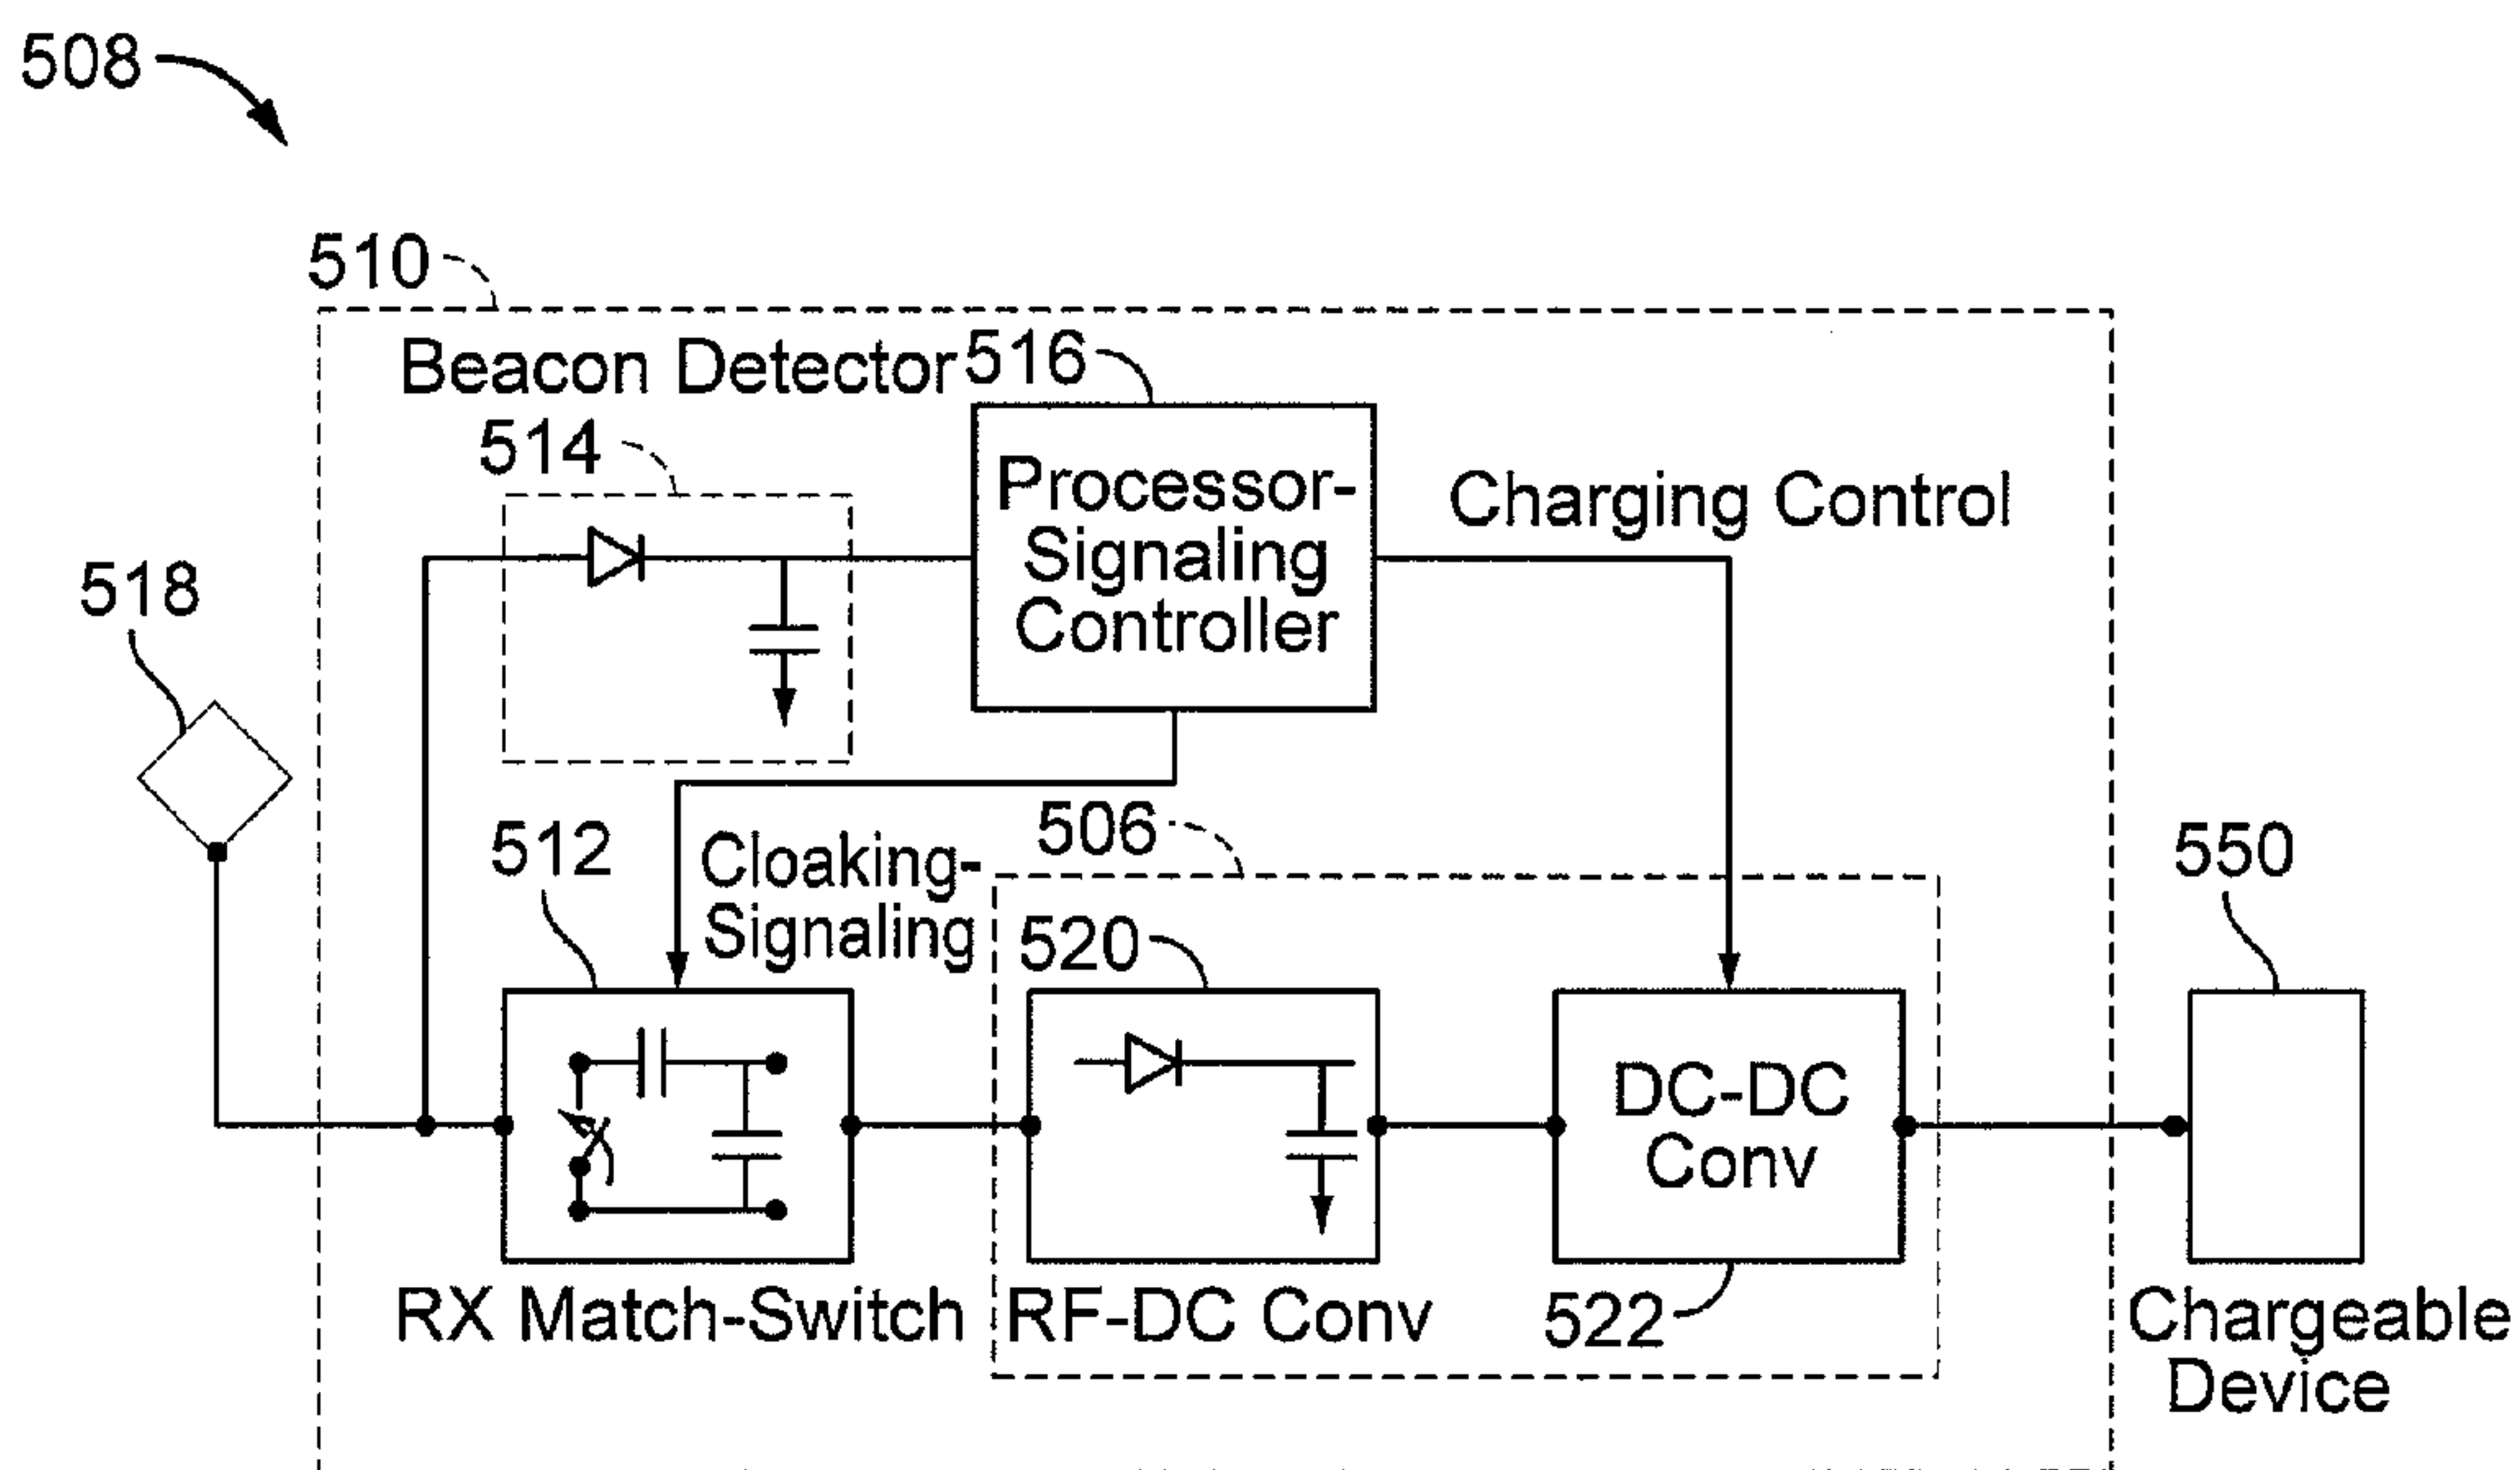 508
510
Beacon Detector 516
514
Processor-
Signaling
Controller
Charging Control
518
512
Cloaking-
Signaling
506
520
550
DC-DC
Conv
RX Match-Switch
RF-DC Conv
522
Chargeable
Device